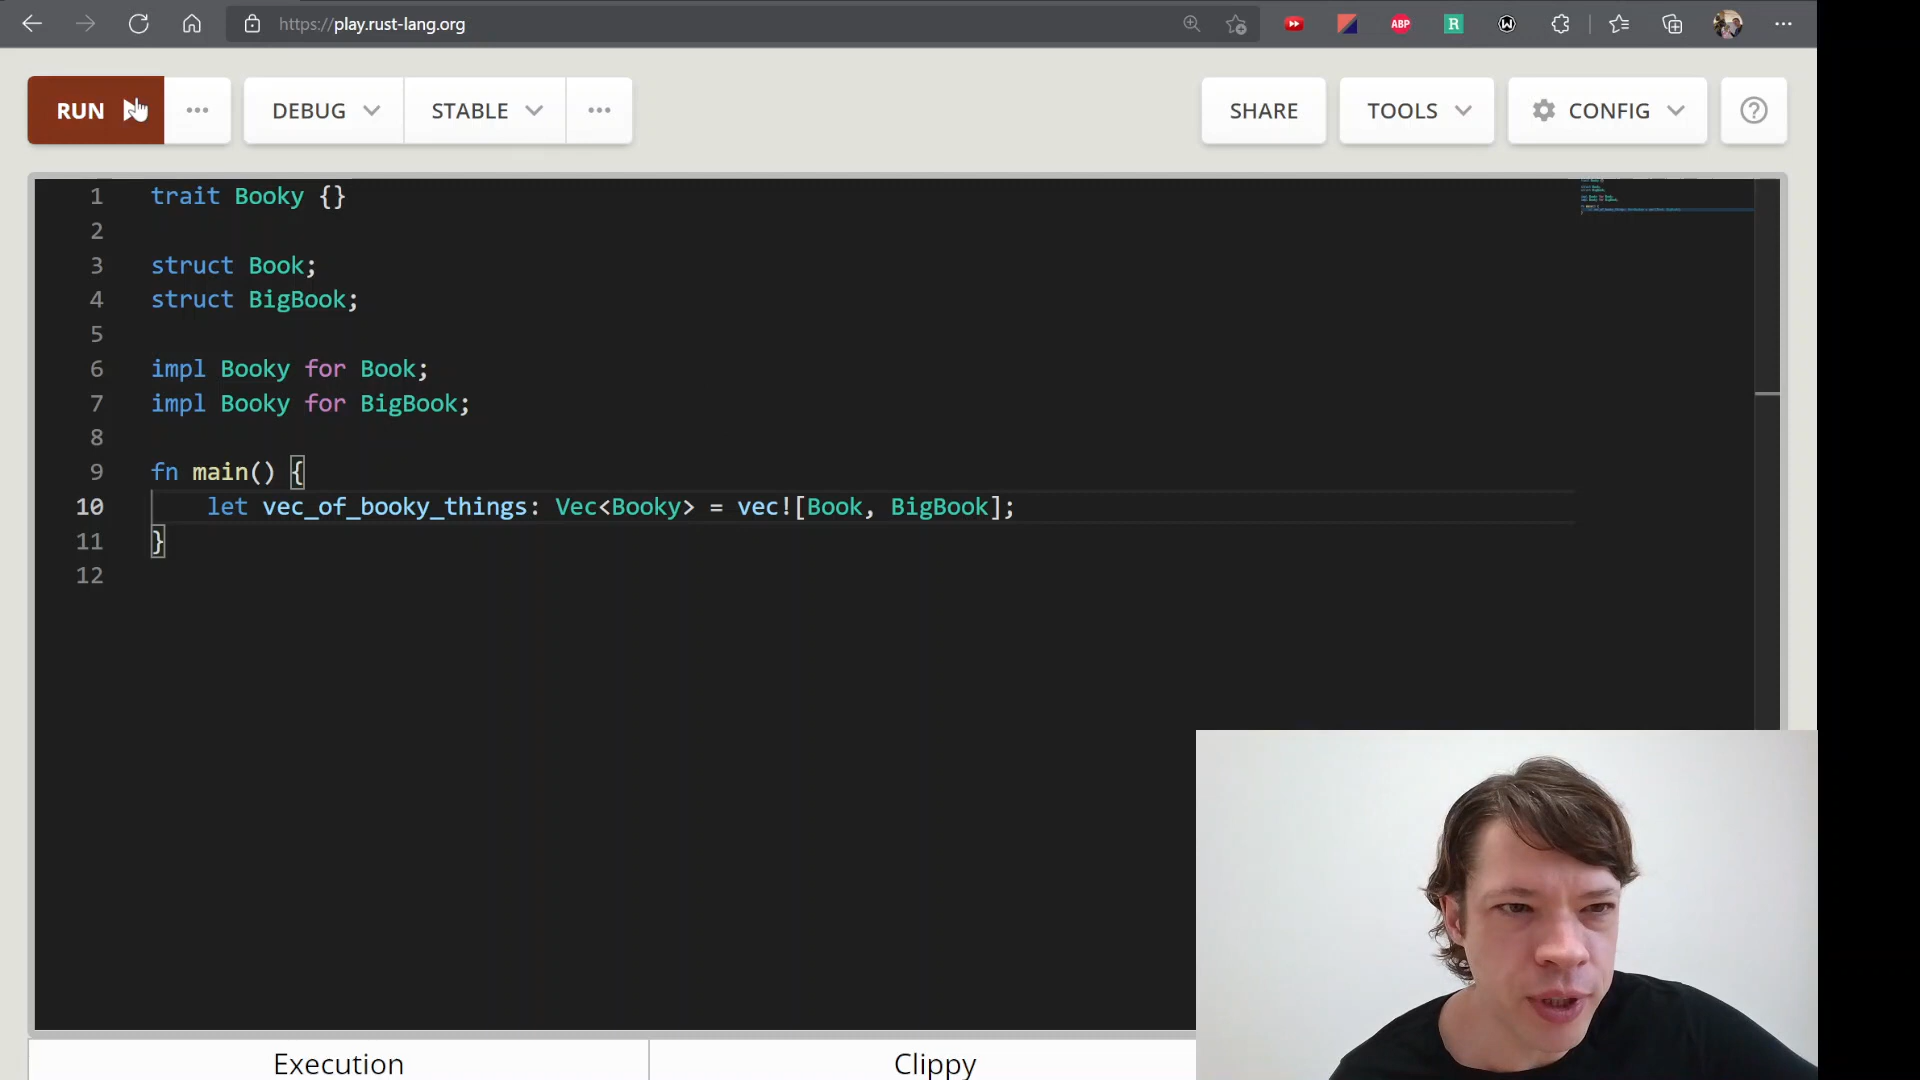 https://play.rust-lang.org
ABP
R
RUN
DEBUG
STABLE
SHARE
TOOLS
CONFIG
1 trait Booky {}
2
3 struct Book;
4 struct BigBook;
5
6 impl Booky for Book;
7 impl Booky for BigBook;
8
9 fn main() {
10 let vec_of_booky_things: Vec<Booky> = vec![Book, BigBook];
11 }
12
Execution
Clippy